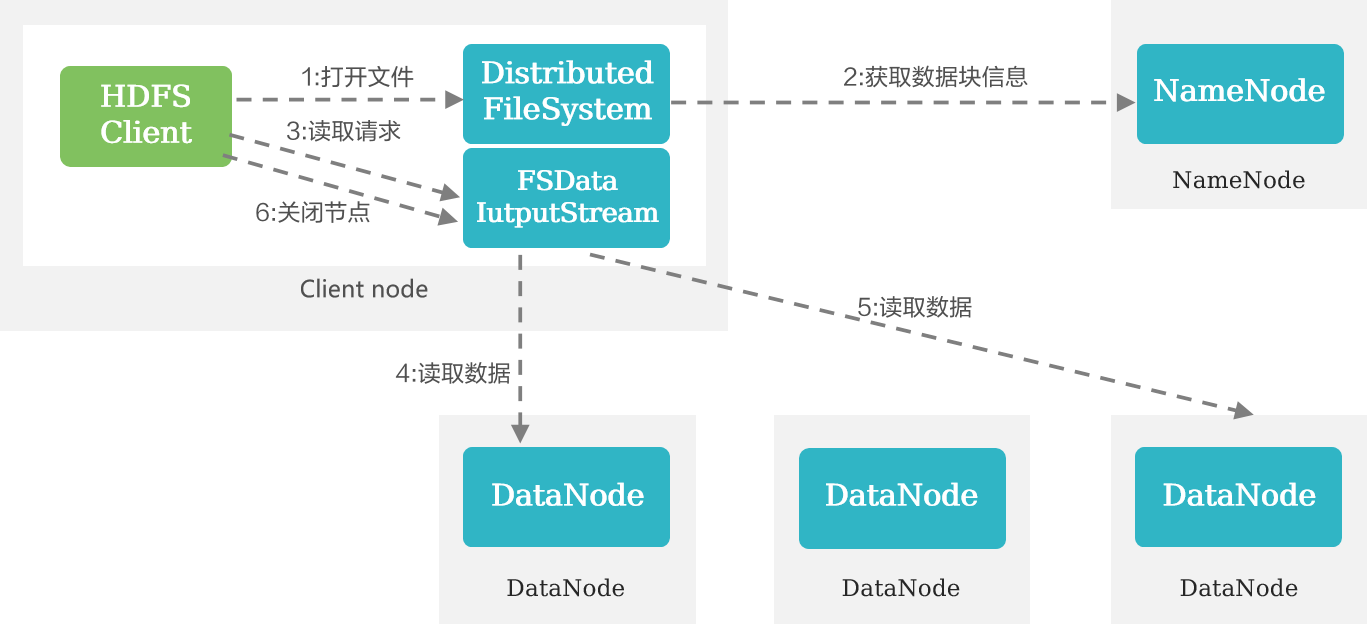 HDFS
Client
1:打开文件
Distributed
FileSystem
2:获取数据块信息
NameNode
NameNode
3:读取请求
6:关闭节点
FSData
IutputStream
Client node
5:读取数据
4:读取数据
DataNode
DataNode
DataNode
DataNode
DataNode
DataNode